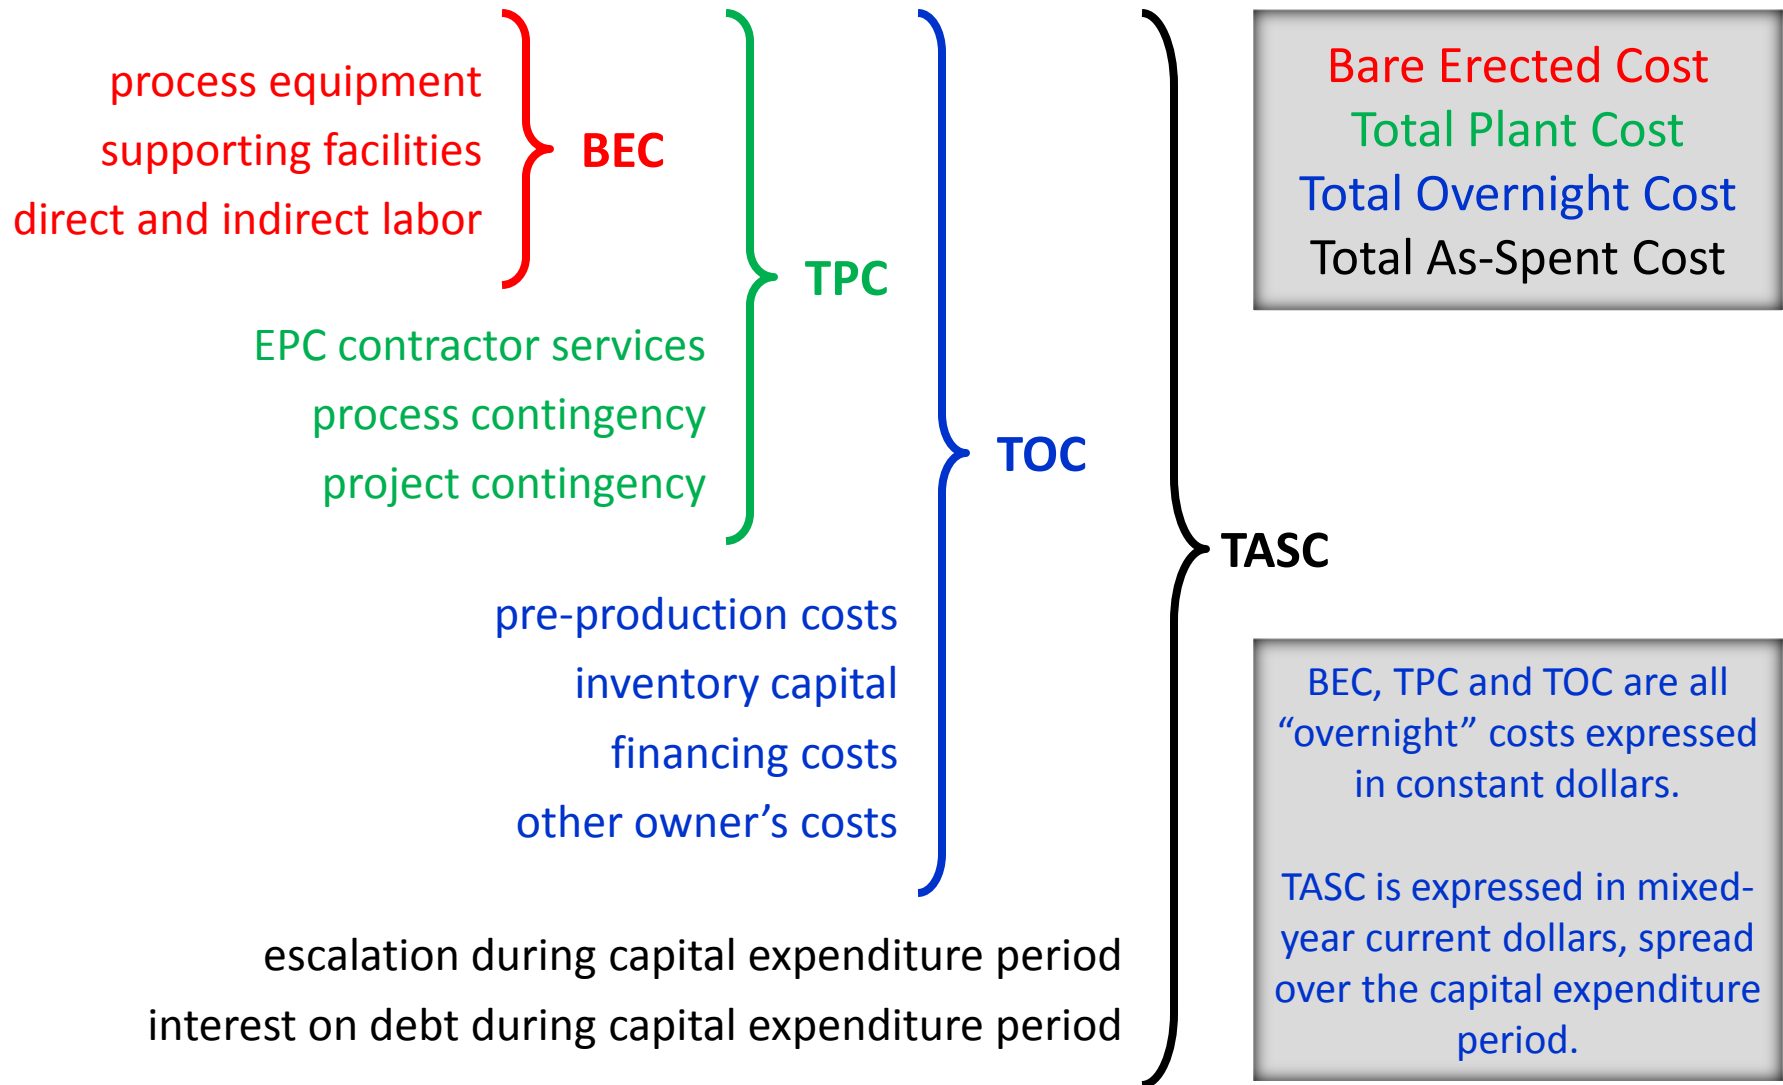 process equipment
supporting facilities
direct and indirect labor
BEC
EPC contractor services
process contingency
project contingency
TPC
pre-production costs
inventory capital
financing costs
other owner’s costs
TOC
escalation during capital expenditure period
interest on debt during capital expenditure period
TASC
Bare Erected Cost
Total Plant Cost
Total Overnight Cost
Total As-Spent Cost
BEC, TPC and TOC are all
“overnight” costs expressed
in constant dollars.
TASC is expressed in mixed-
year current dollars, spread
over the capital expenditure
period.